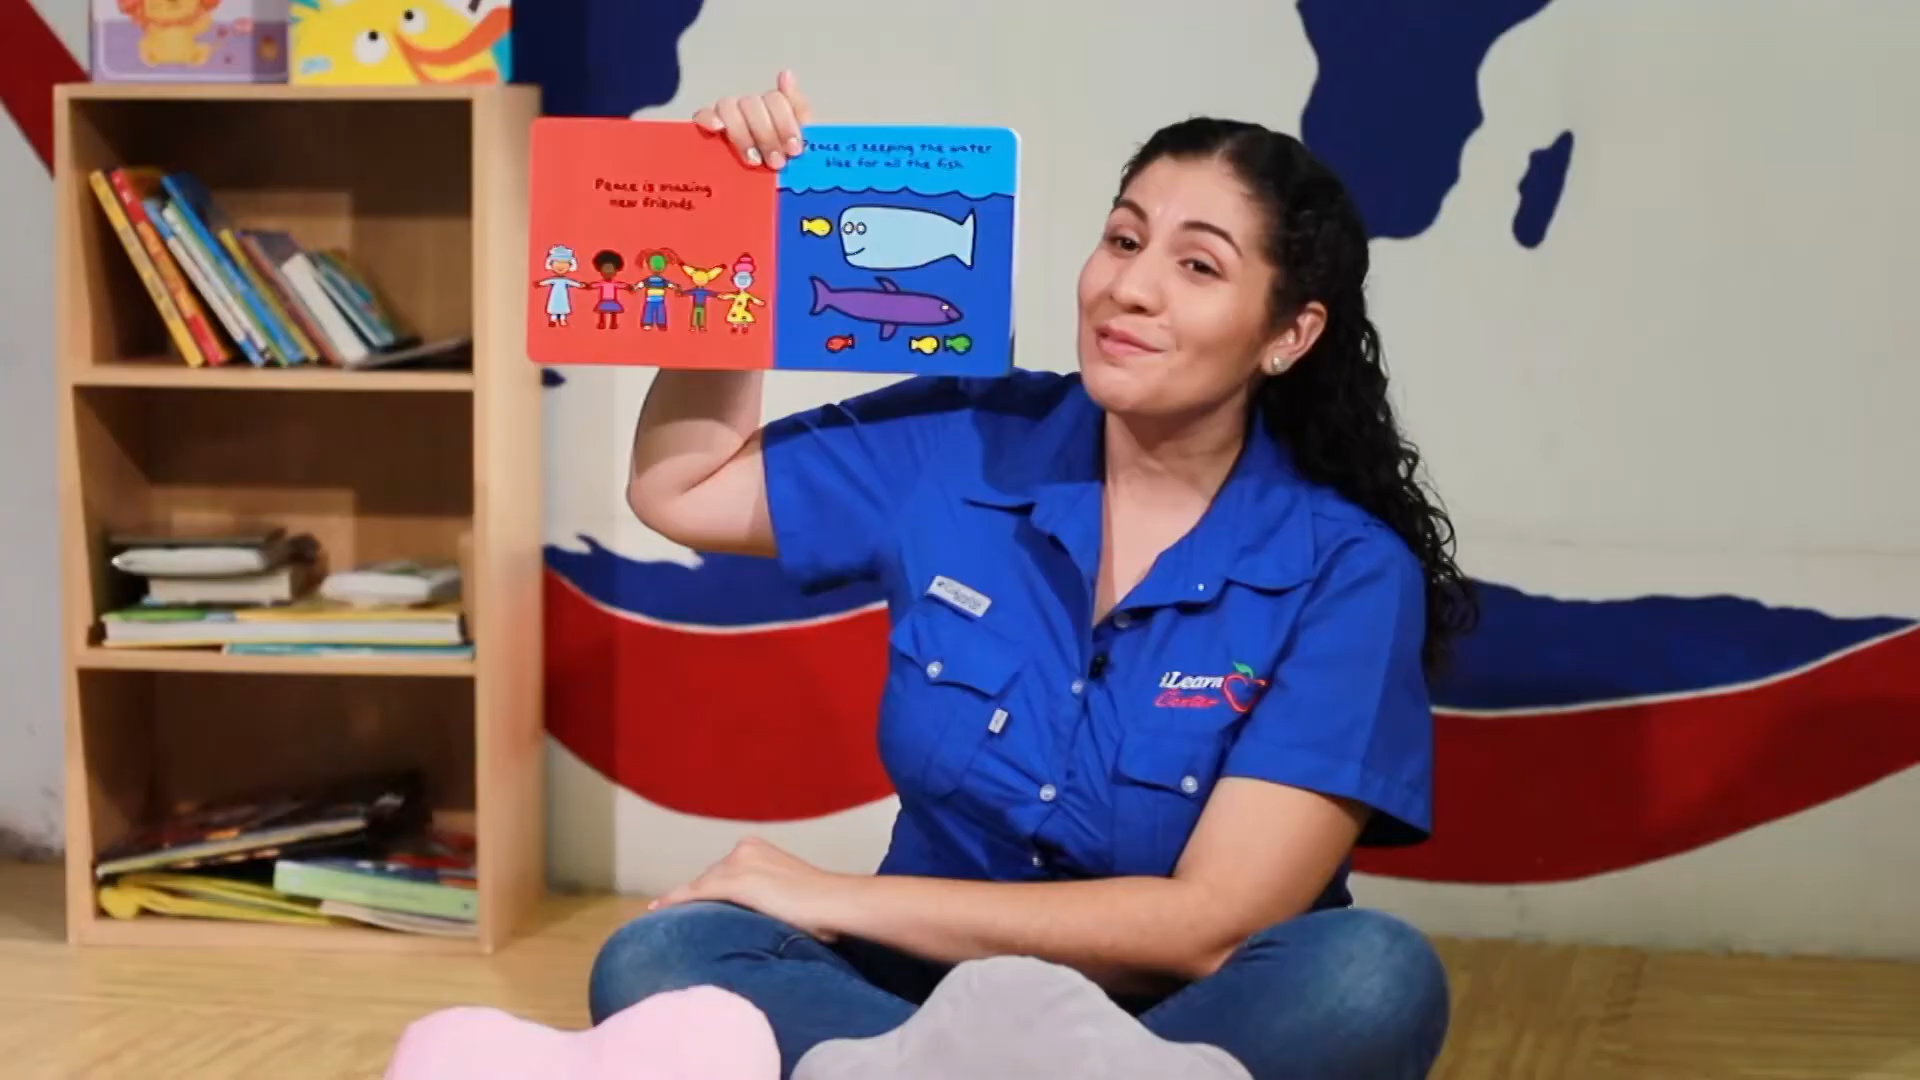 Peace is making
new friends.
Peace is keeping the water
blue for all the fish.
iLearn
Center